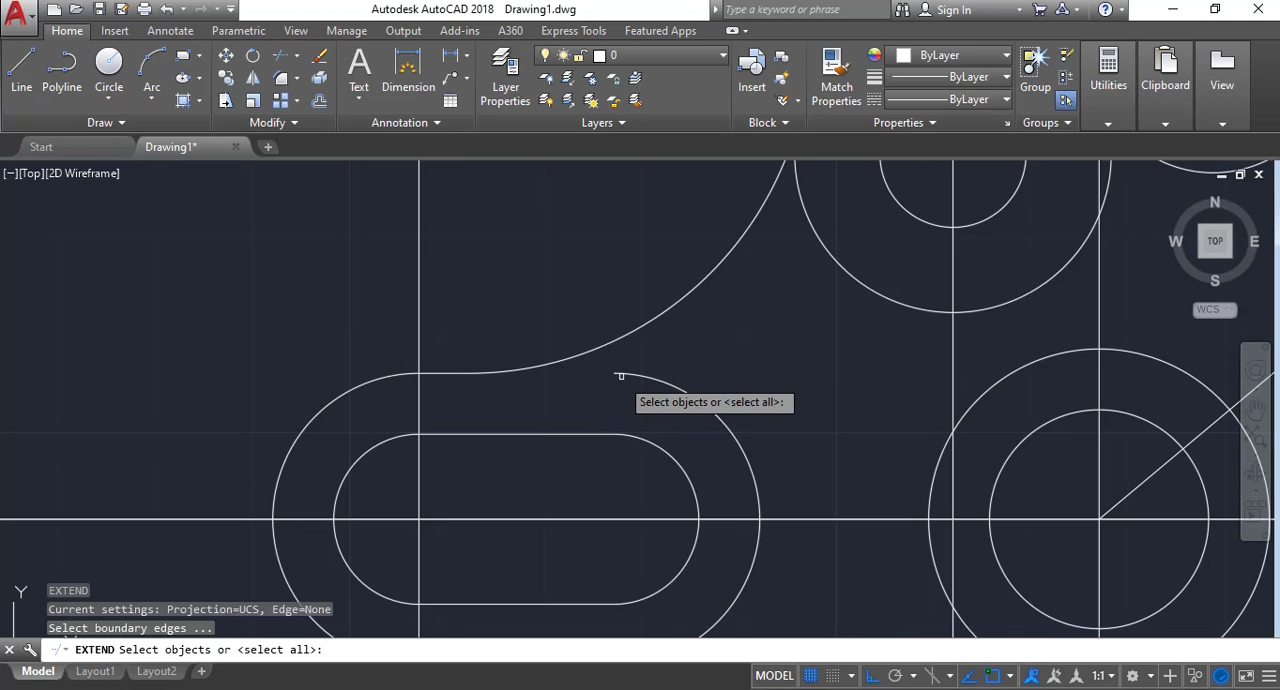 Autodesk AutoCAD 2018 Drawing1.dwg
Type a keyword or phrase
Sign In
Home Insert Annotate Parametric View Manage Output Add-ins A360 Express Tools Featured Apps
Line Polyline Circle Arc
Text Dimension
Layer Properties
0
Insert
Match Properties
ByLayer
ByLayer
ByLayer
Group
Utilities Clipboard View
Draw Modify Annotation Layers Block Properties Groups
Start Drawing1*
[−][Top][2D Wireframe]
N
W TOP E
S
WCS
Select objects or <select all>:
Y
EXTEND
Current settings: Projection=UCS, Edge=None
Select boundary edges ...
EXTEND Select objects or <select all>:
Model Layout1 Layout2
MODEL 1:1